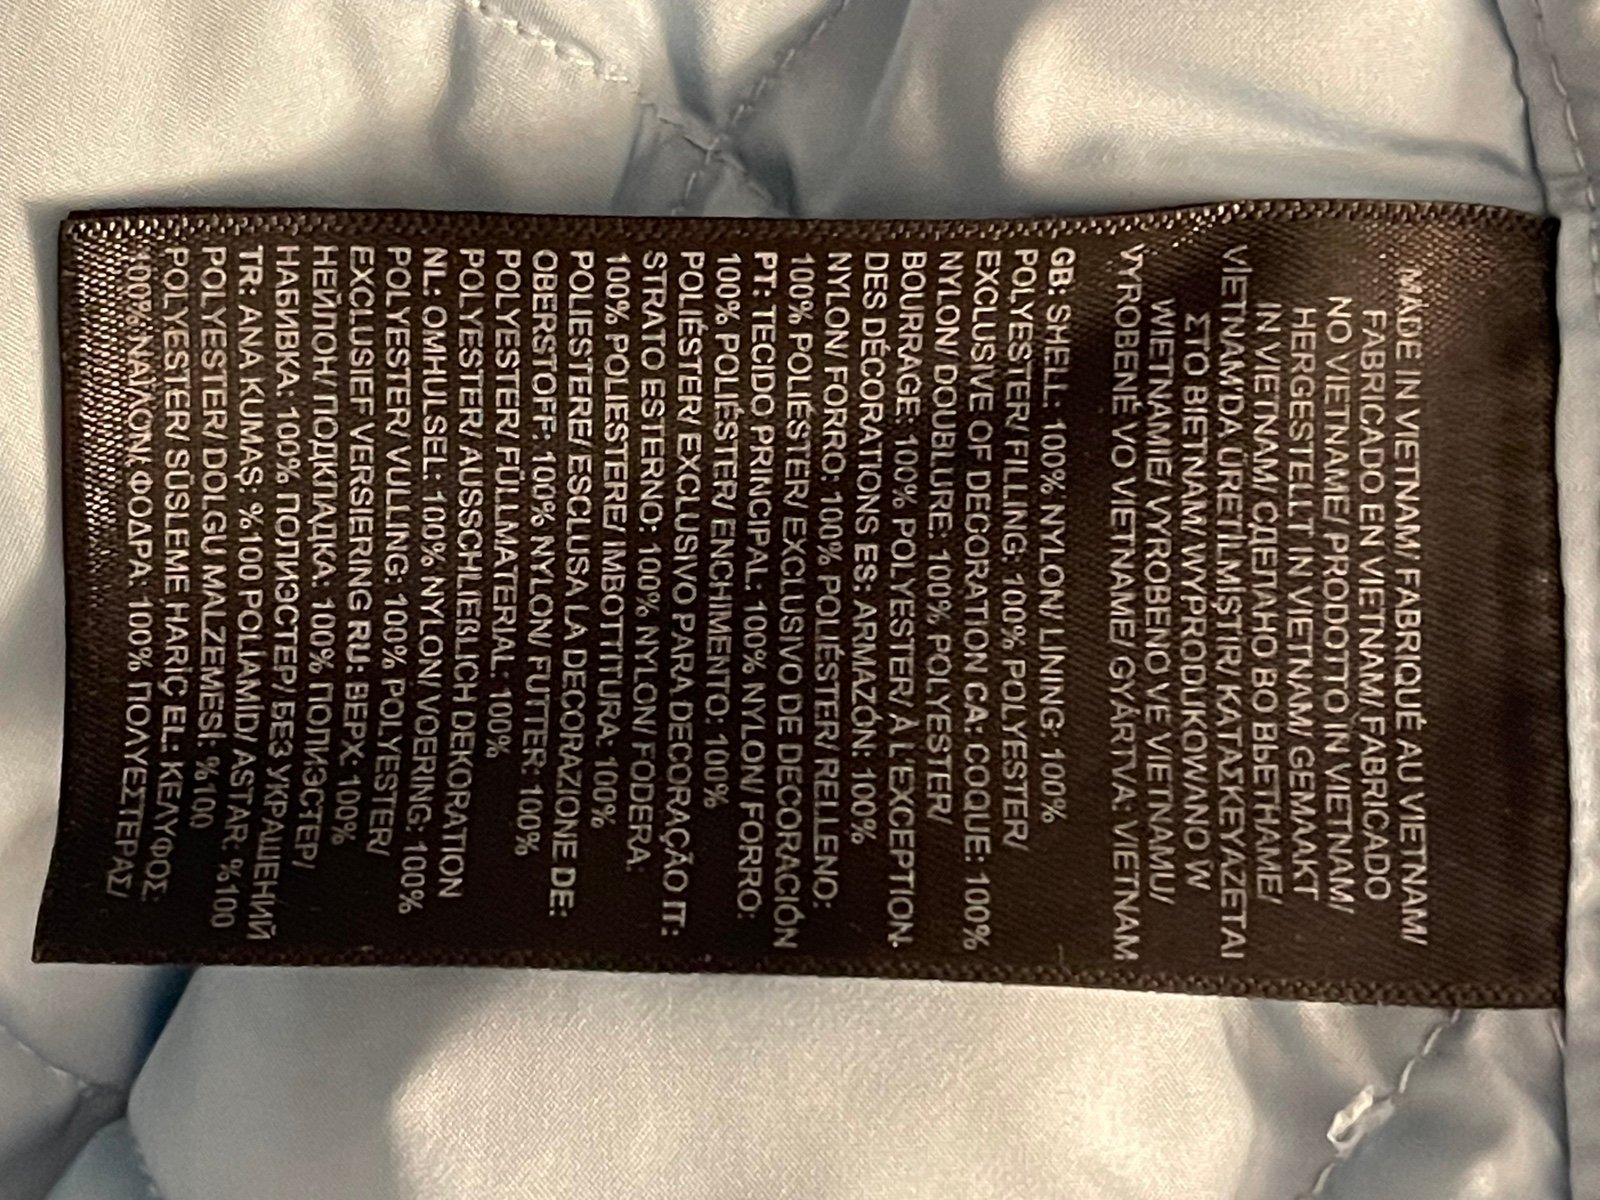 MADE IN VIETNAM/ FABRIQUÉ AU VIETNAM/
FABRICADO EN VIETNAM/ FABRICADO
NO VIETNAME/ PRODOTTO IN VIETNAM/
HERGESTELLT IN VIETNAM/ GEMAAKT
IN VIETNAM/ СДЕЛАНО ВО ВЬЕТНАМЕ/
VİETNAM'DA ÜRETİLMİŞTİR/ ΚΑΤΑΣΚΕΥΑΖΕΤΑΙ
ΣΤΟ ΒΙΕΤΝΑΜ/ WYPRODUKOWANO W
WIETNAMIE/ VYROBENO VE VIETNAMU/
VYROBENÉ VO VIETNAME/ GYÁRTVA: VIETNAM
GB: SHELL: 100% NYLON/ LINING: 100%
POLYESTER/ FILLING: 100% POLYESTER/
EXCLUSIVE OF DECORATION CA: COQUE: 100%
NYLON/ DOUBLURE: 100% POLYESTER/
BOURRAGE: 100% POLYESTER/ À L'EXCEPTION
DES DÉCORATIONS ES: ARMAZÓN: 100%
NYLON/ FORRO: 100% POLIÉSTER/ RELLENO:
100% POLIÉSTER/ EXCLUSIVO DE DECORACIÓN
PT: TECIDO PRINCIPAL: 100% NYLON/ FORRO:
100% POLIÉSTER/ ENCHIMENTO: 100%
POLIÉSTER/ EXCLUSIVO PARA DECORAÇÃO IT:
STRATO ESTERNO: 100% NYLON/ FODERA:
100% POLIESTERE/ IMBOTTITURA: 100%
POLIESTERE/ ESCLUSA LA DECORAZIONE DE:
OBERSTOFF: 100% NYLON/ FUTTER: 100%
POLYESTER/ FÜLLMATERIAL: 100%
POLYESTER/ AUSSCHLIEßLICH DEKORATION
NL: OMHULSEL: 100% NYLON/ VOERING: 100%
POLYESTER/ VULLING: 100% POLYESTER/
EXCLUSIEF VERSIERING RU: ВЕРХ: 100%
НЕЙЛОН/ ПОДКЛАДКА: 100% ПОЛИЭСТЕР/
НАБИВКА: 100% ПОЛИЭСТЕР/ БЕЗ УКРАШЕНИЙ
TR: ANA KUMAŞ: %100 POLİAMİD/ ASTAR: %100
POLYESTER/ DOLGU MALZEMESİ: %100
POLYESTER/ SÜSLEME HARİÇ EL: ΚΕΛΥΦΟΣ:
100% ΝΑΪΛΟΝ/ ΦΟΔΡΑ: 100% ΠΟΛΥΕΣΤΕΡΑΣ/